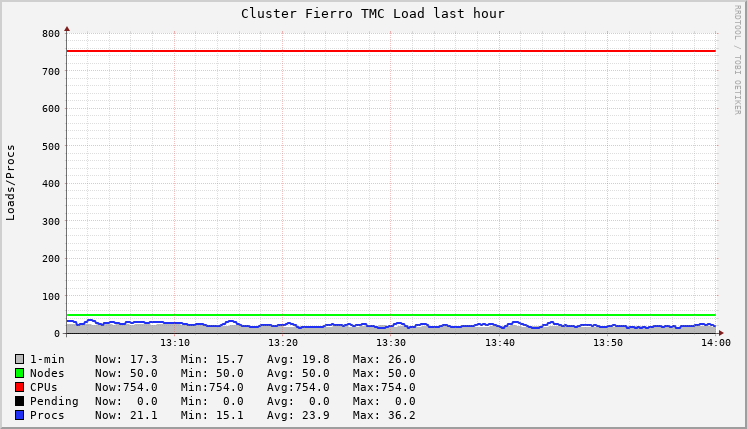 Cluster Fierro TMC Load last hour
RRDTOOL / TOBI OETIKER
Loads/Procs
800
700
600
500
400
300
200
100
0
13:10 13:20 13:30 13:40 13:50 14:00
1-min Now: 17.3 Min: 15.7 Avg: 19.8 Max: 26.0
Nodes Now: 50.0 Min: 50.0 Avg: 50.0 Max: 50.0
CPUs Now:754.0 Min:754.0 Avg:754.0 Max:754.0
Pending Now: 0.0 Min: 0.0 Avg: 0.0 Max: 0.0
Procs Now: 21.1 Min: 15.1 Avg: 23.9 Max: 36.2